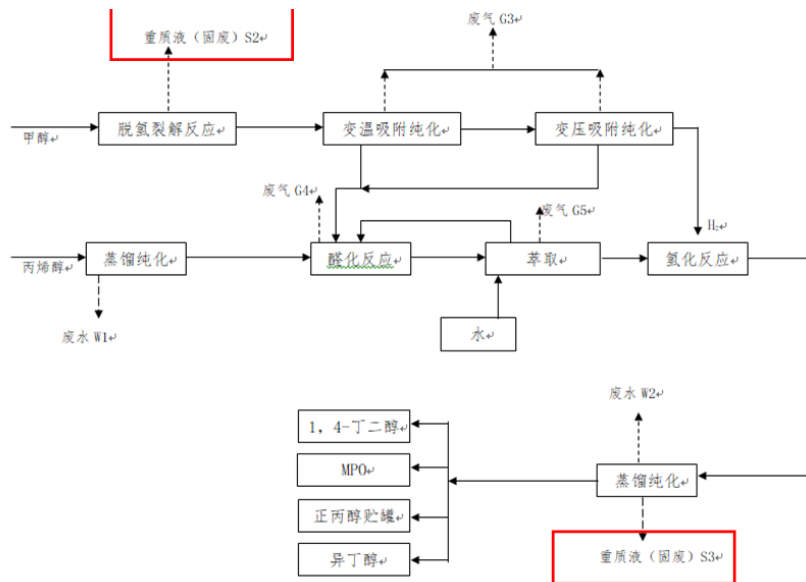 废气 G3
重质液（固废）S2
甲醇
脱氢裂解反应
变温吸附纯化
变压吸附纯化
废气 G4
废气 G5
H₂
丙烯醇
蒸馏纯化
醛化反应
萃取
氢化反应
废水 W1
水
废水 W2
1，4-丁二醇
MPO
蒸馏纯化
正丙醇贮罐
异丁醇
重质液（固废）S3